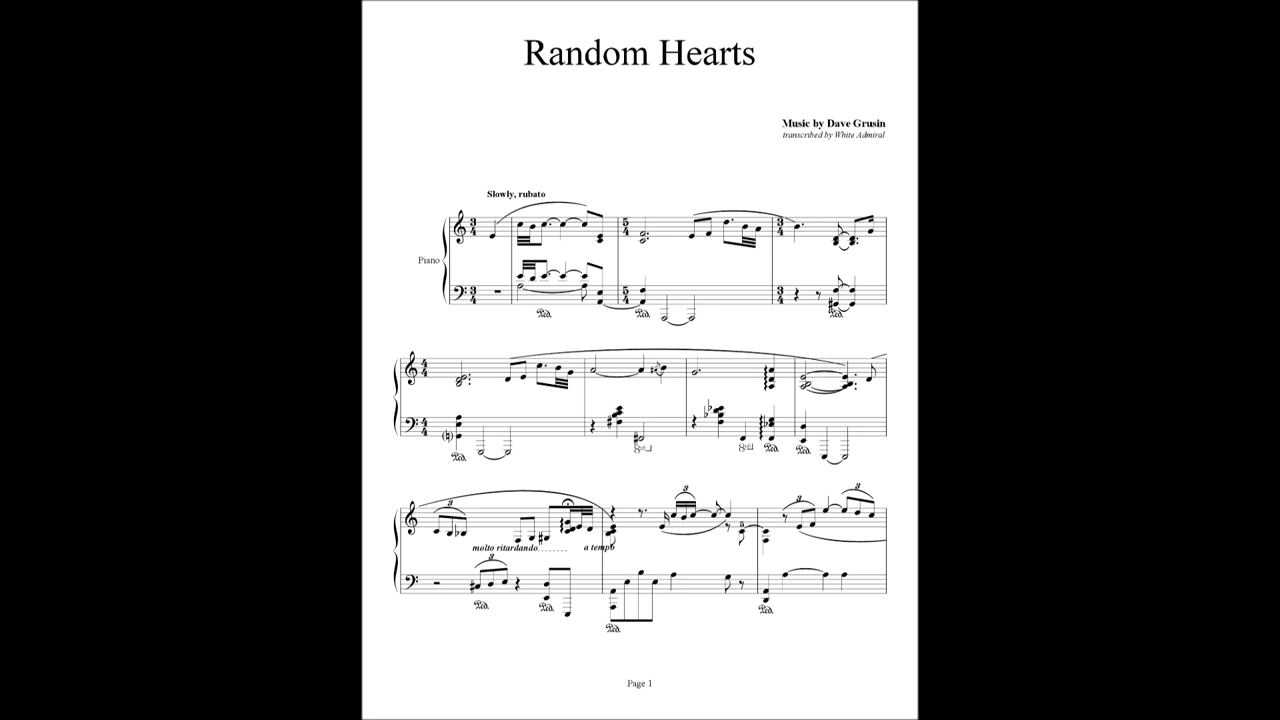 Random Hearts
Music by Dave Grusin
transcribed by White Admiral
Slowly, rubato
Piano
molto ritardando
a tempo
Page 1